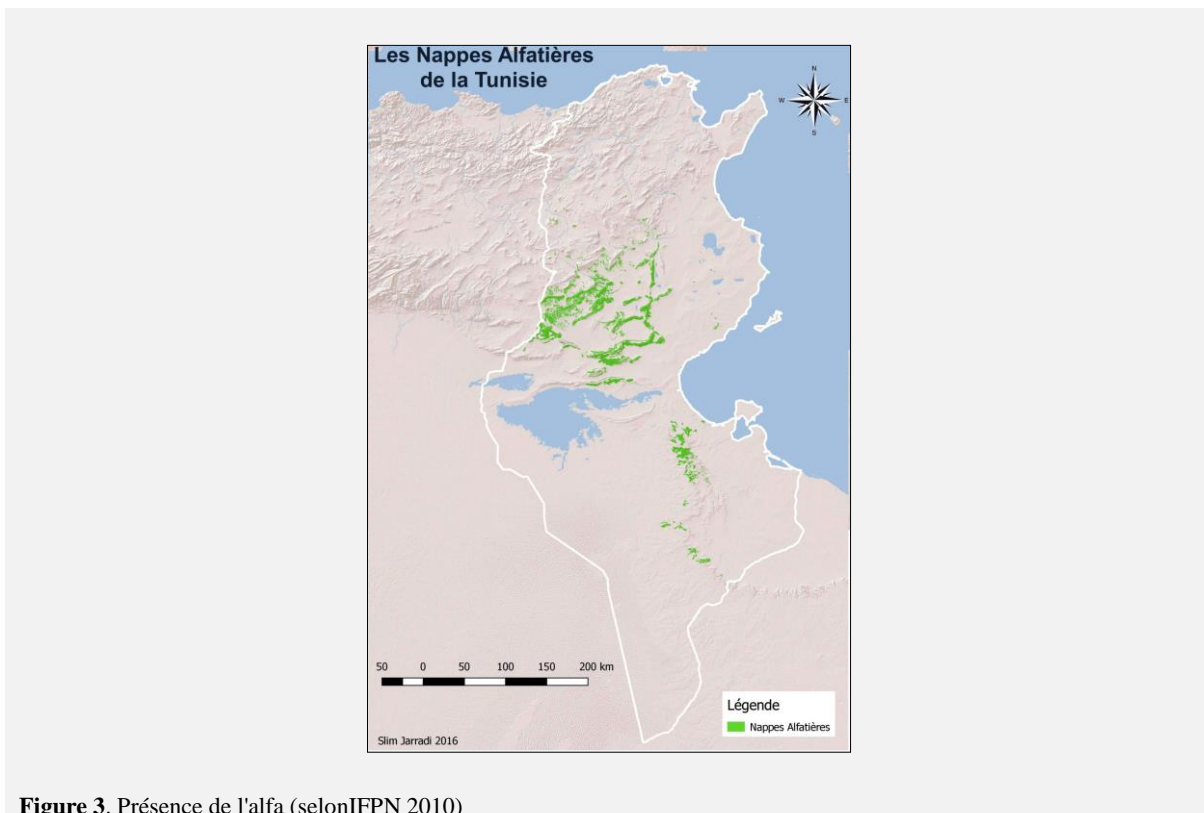 Les Nappes Alfatières
de la Tunisie
N
W E
S
50 0 50 100 150 200 km
Légende
Nappes Alfatières
Slim Jarradi 2016
Figure 3. Présence de l'alfa (selonIFPN 2010)